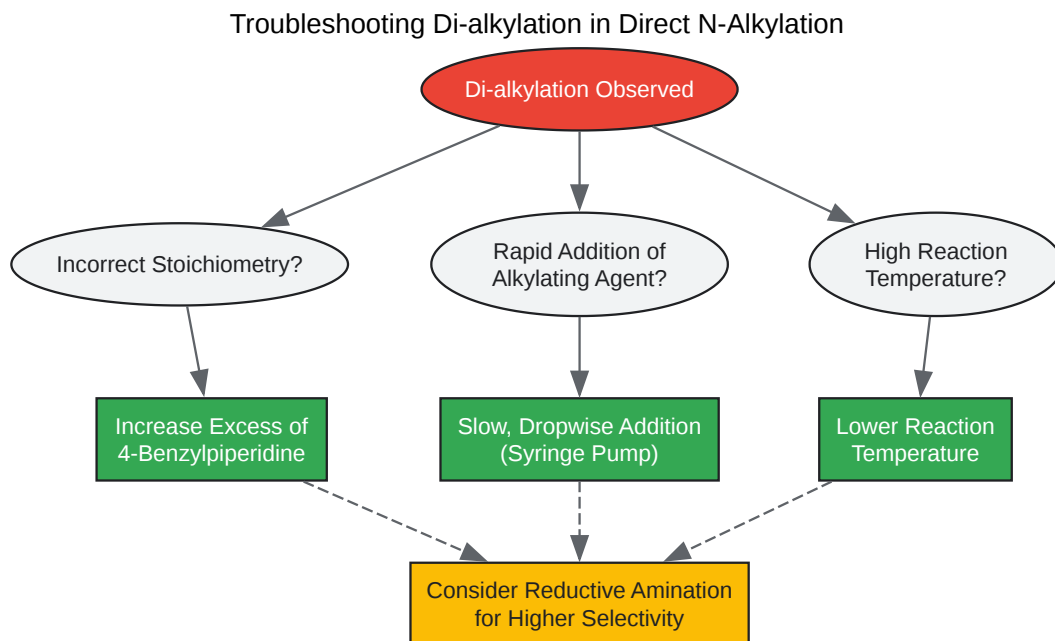 Troubleshooting Di-alkylation in Direct N-Alkylation
Di-alkylation Observed
Incorrect Stoichiometry?
Rapid Addition of
Alkylating Agent?
High Reaction
Temperature?
Increase Excess of
4-Benzylpiperidine
Slow, Dropwise Addition
(Syringe Pump)
Lower Reaction
Temperature
Consider Reductive Amination
for Higher Selectivity